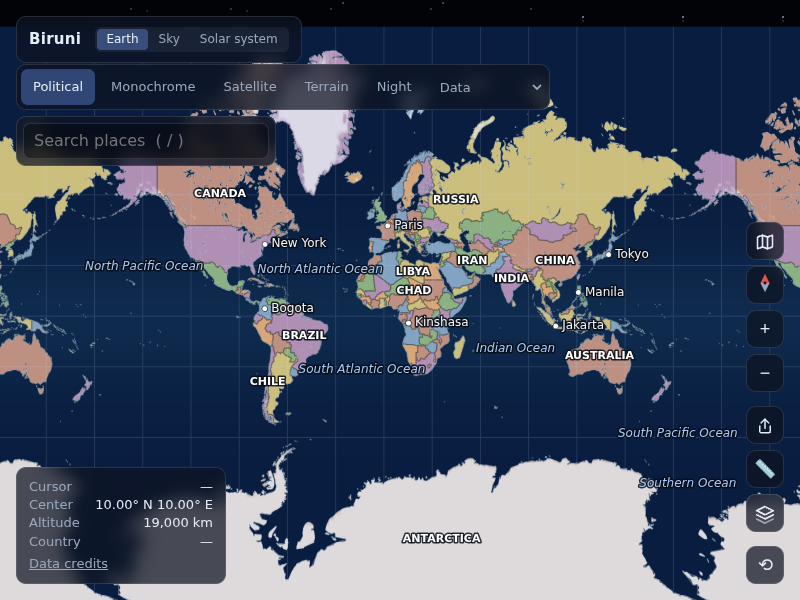 Biruni Earth Sky Solar system
Political Monochrome Satellite Terrain Night Data
Search places ( / )
CANADA
RUSSIA
Paris
New York
Tokyo
North Pacific Ocean
North Atlantic Ocean
LIBYA
IRAN
CHINA
INDIA
CHAD
Manila
Bogota
Kinshasa
Jakarta
BRAZIL
Indian Ocean
AUSTRALIA
South Atlantic Ocean
CHILE
South Pacific Ocean
Southern Ocean
ANTARCTICA
+
−
Cursor —
Center 10.00° N 10.00° E
Altitude 19,000 km
Country —
Data credits